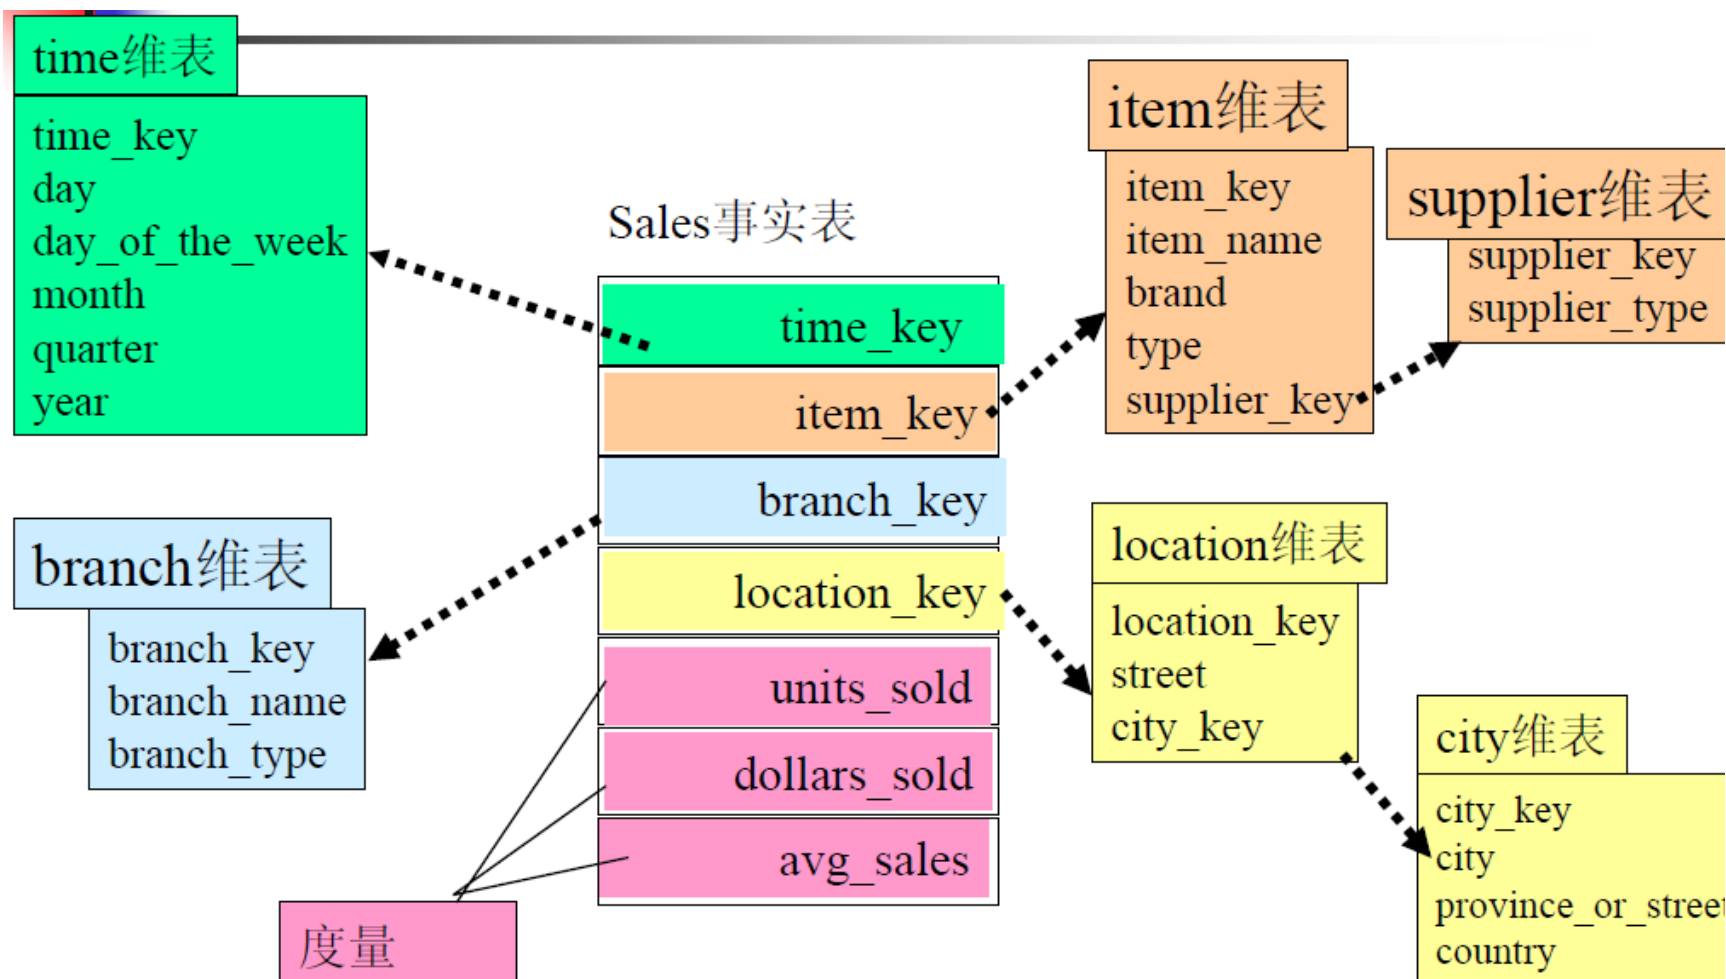 time维表
time_key
day
day_of_the_week
month
quarter
year
branch维表
branch_key
branch_name
branch_type
Sales事实表
time_key
item_key
branch_key
location_key
units_sold
dollars_sold
avg_sales
度量
item维表
item_key
item_name
brand
type
supplier_key
supplier维表
supplier_key
supplier_type
location维表
location_key
street
city_key
city维表
city_key
city
province_or_street
country